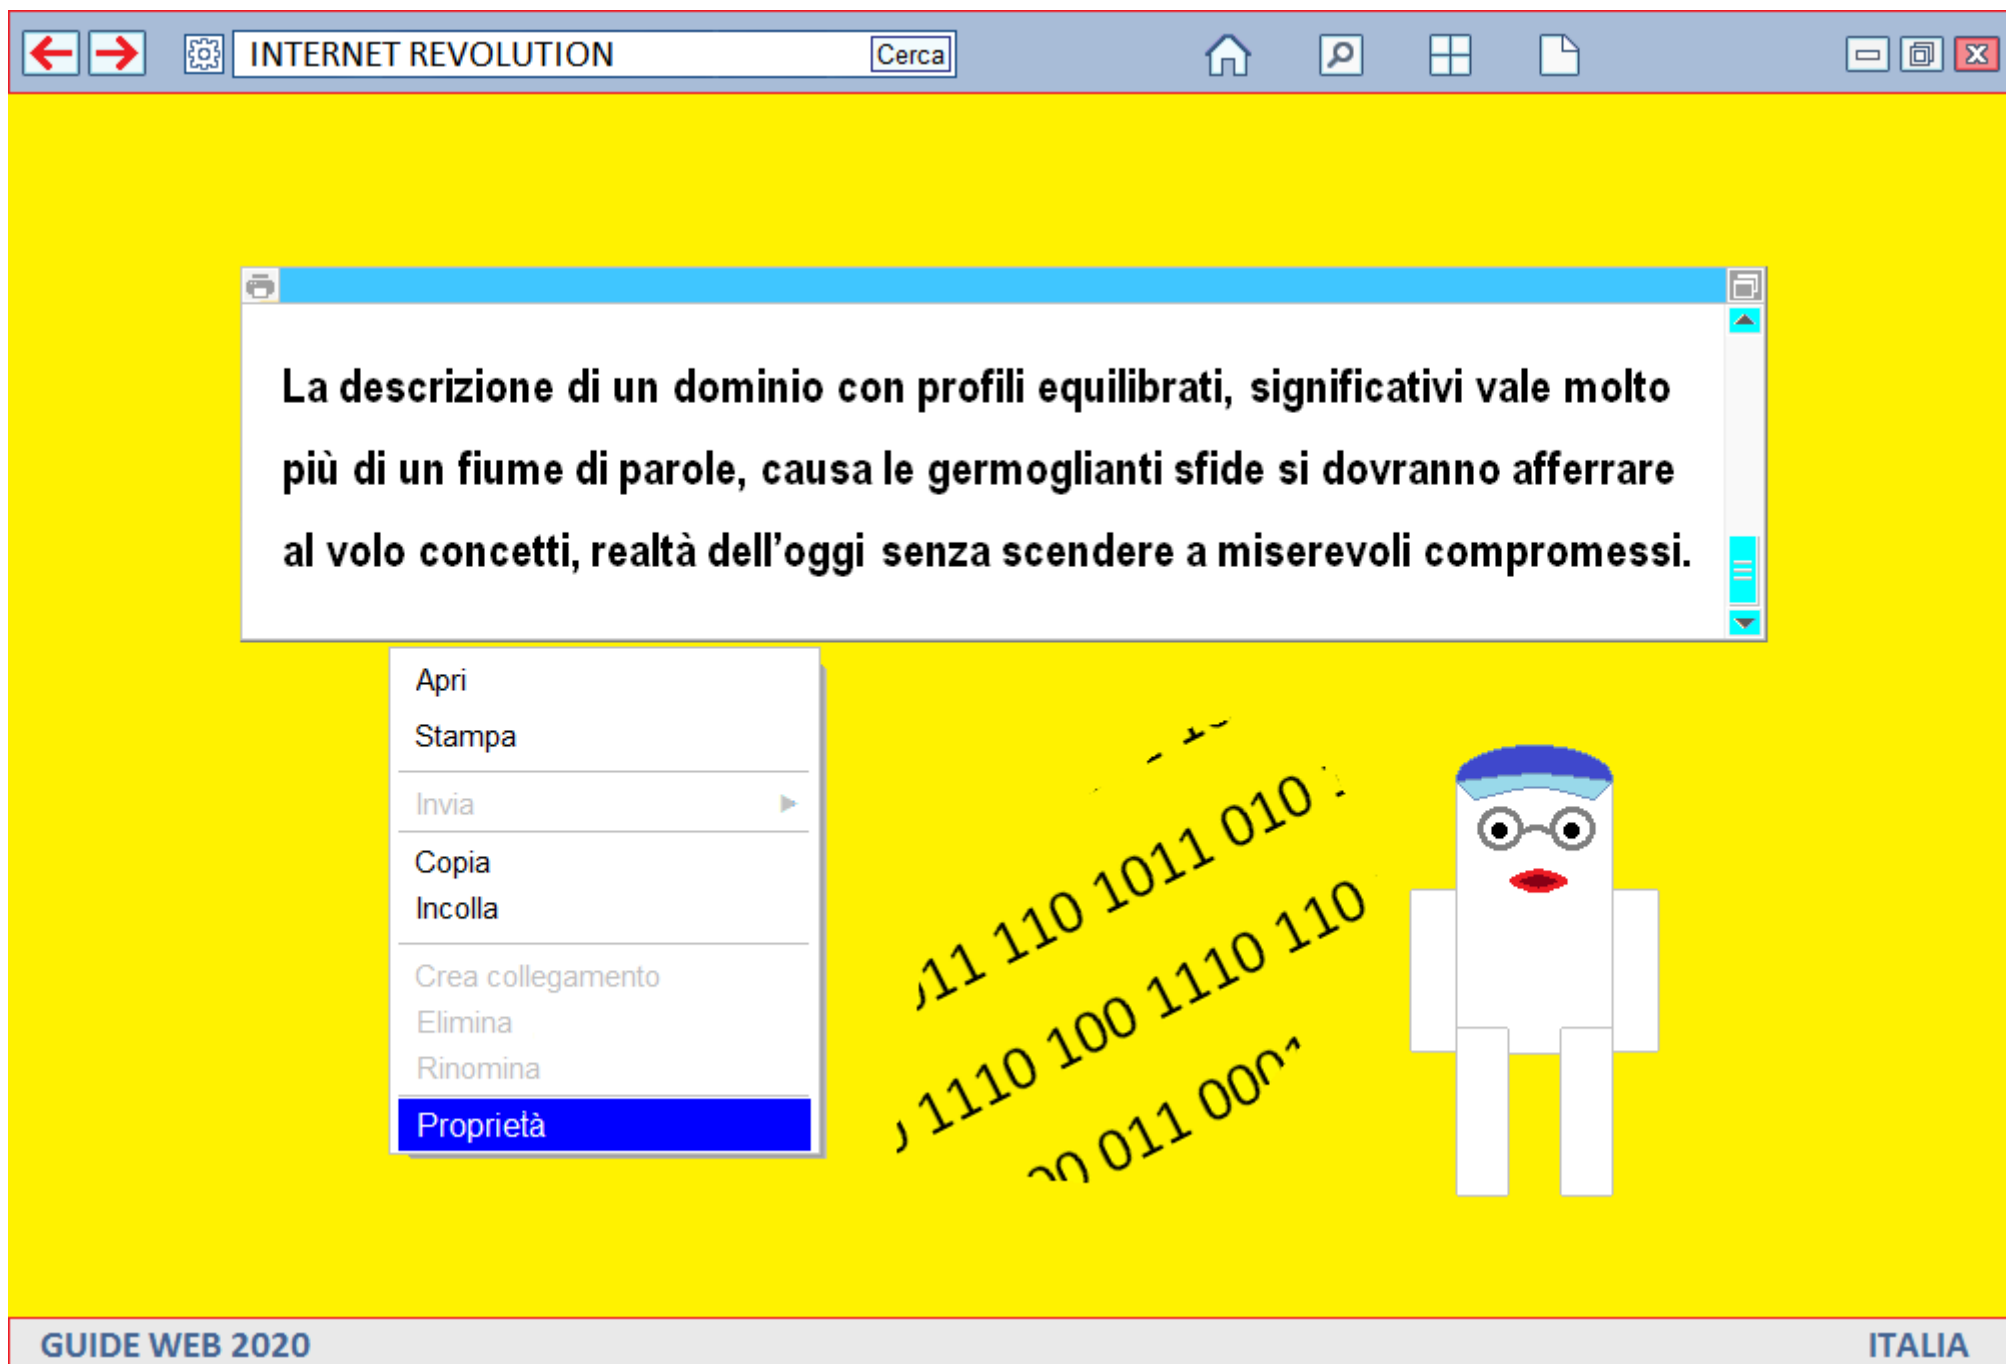 INTERNET REVOLUTION
Cerca
La descrizione di un dominio con profili equilibrati, significativi vale molto
più di un fiume di parole, causa le germoglianti sfide si dovranno afferrare
al volo concetti, realtà dell’oggi senza scendere a miserevoli compromessi.
Apri
Stampa
Invia
Copia
Incolla
Crea collegamento
Elimina
Rinomina
Proprietà
11 110 1011 010
1110 100 1110 110
011
GUIDE WEB 2020
ITALIA